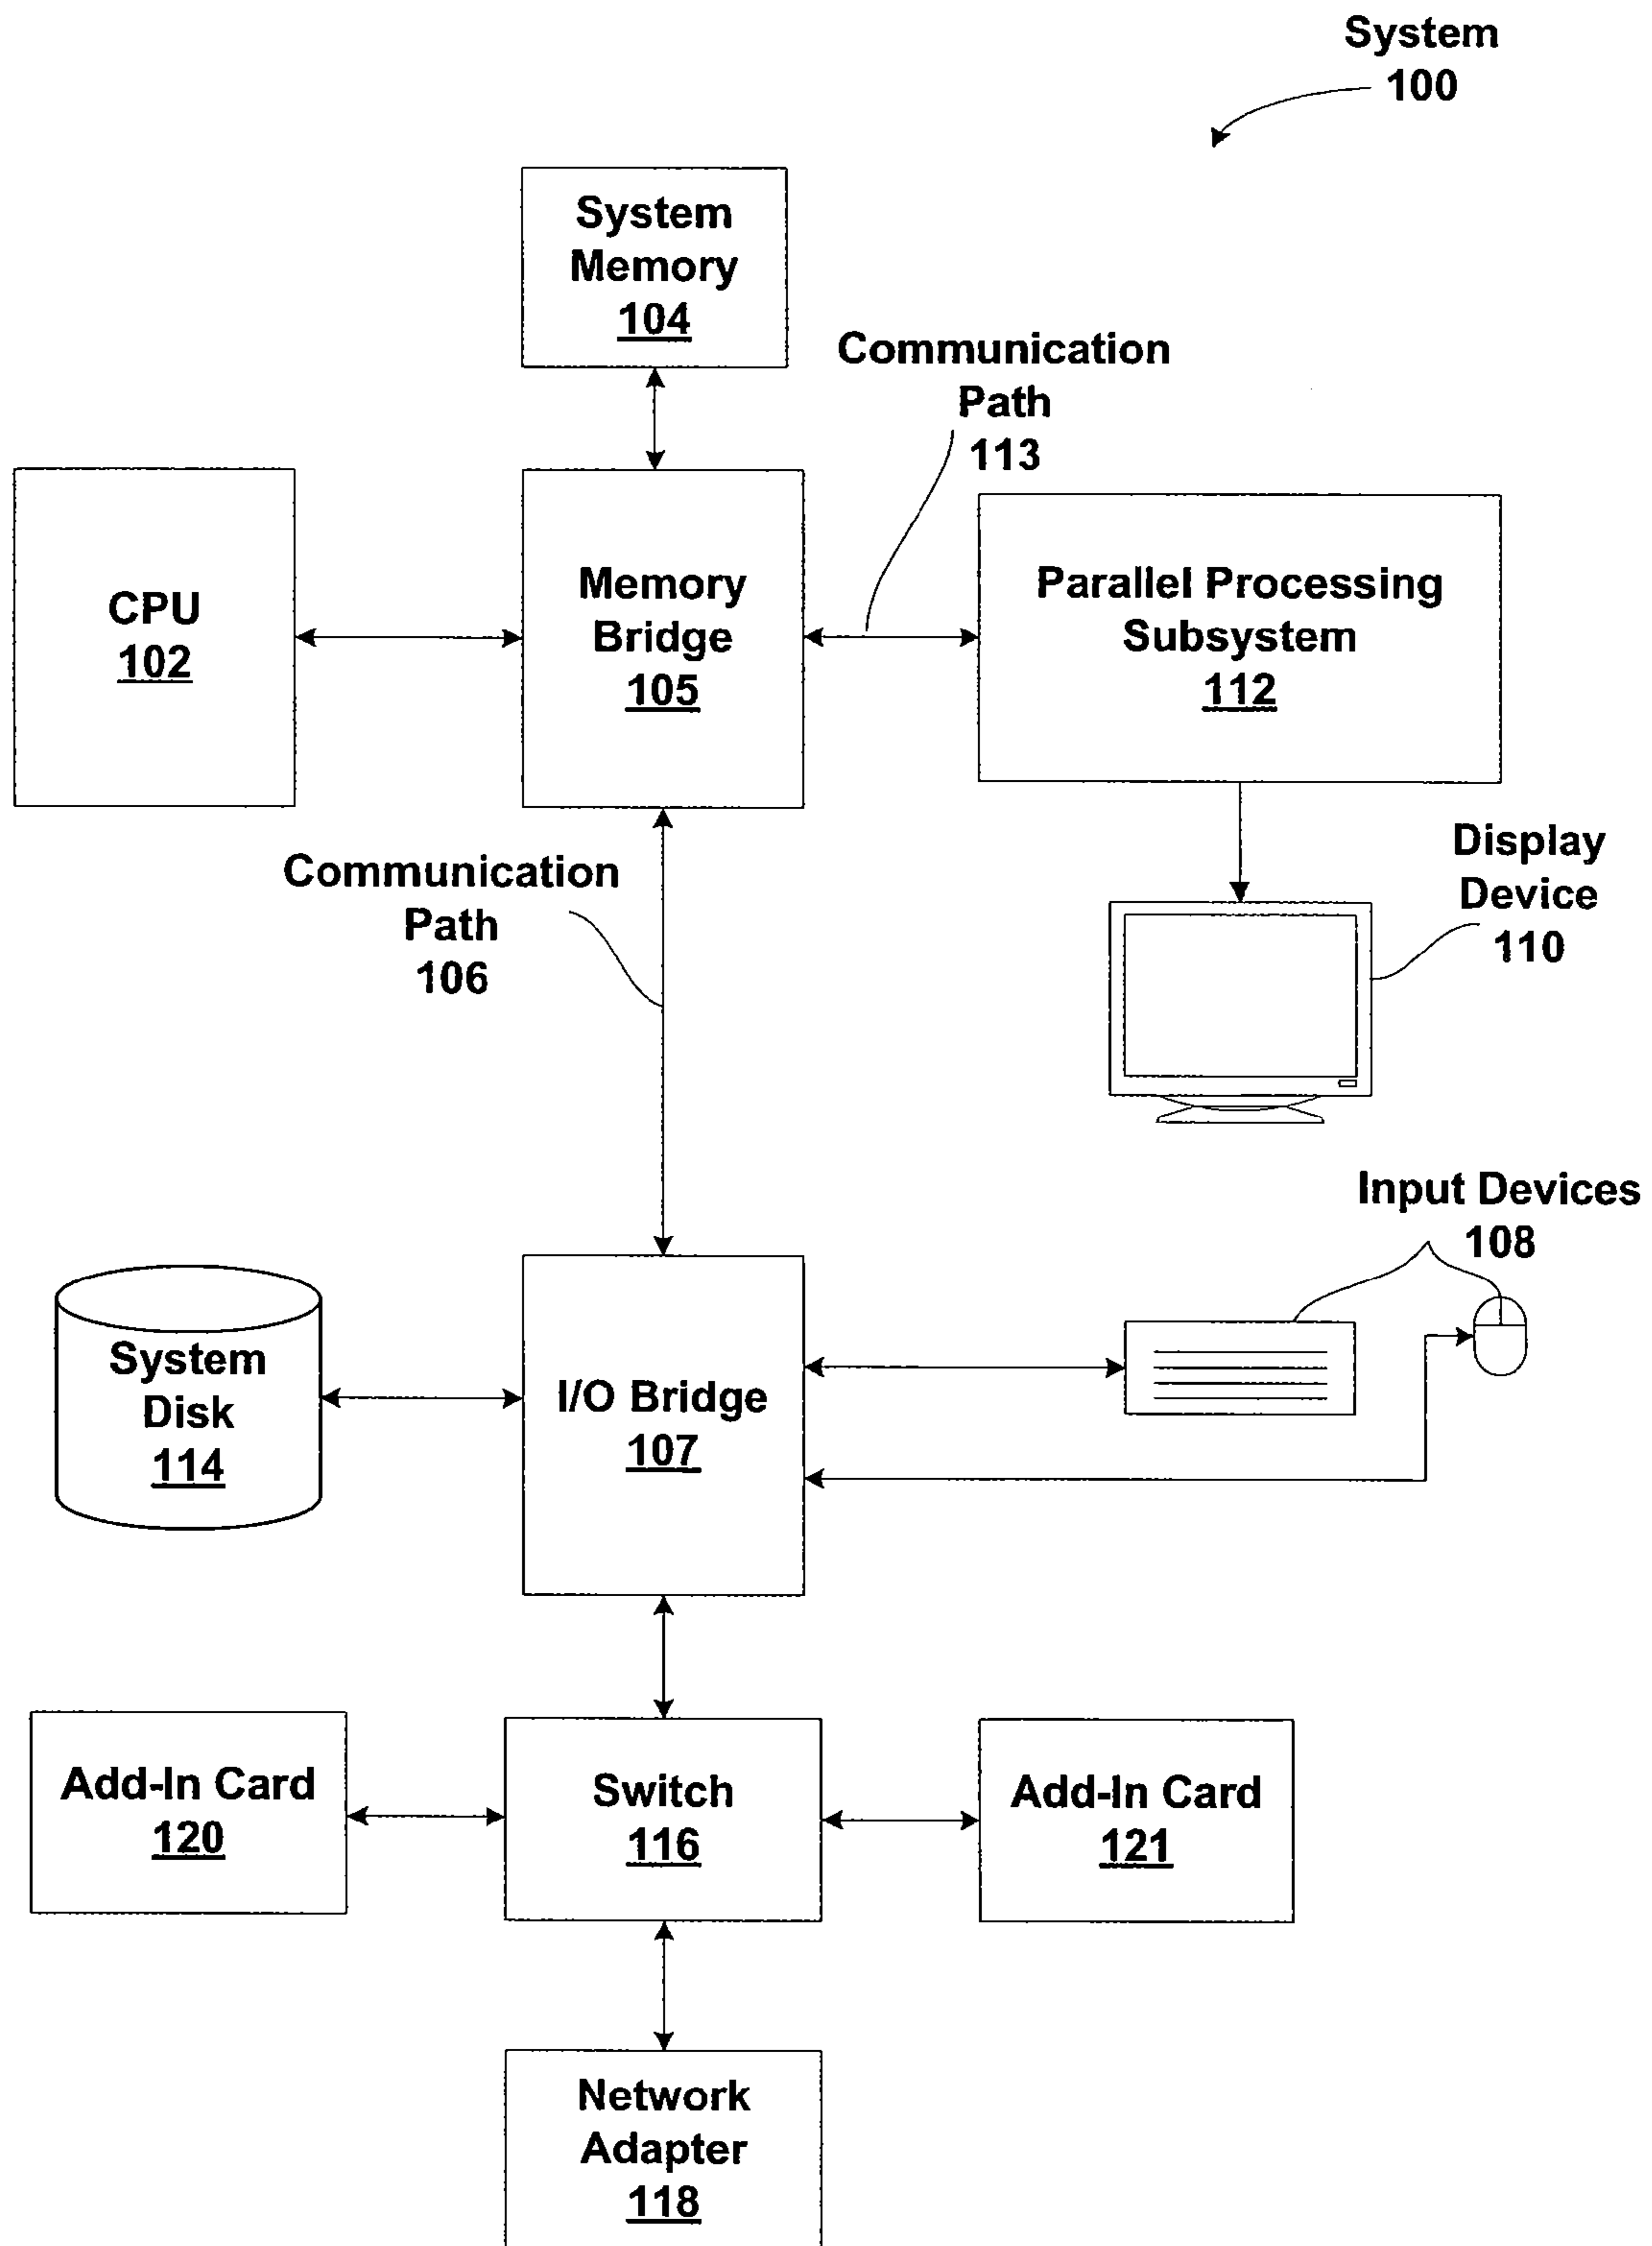 System
100
System
Memory
104
Communication
Path
113
CPU
102
Memory
Bridge
105
Parallel Processing
Subsystem
112
Communication
Path
106
Display
Device
110
Input Devices
108
System
Disk
114
I/O Bridge
107
Add-In Card
120
Switch
116
Add-In Card
121
Network
Adapter
118